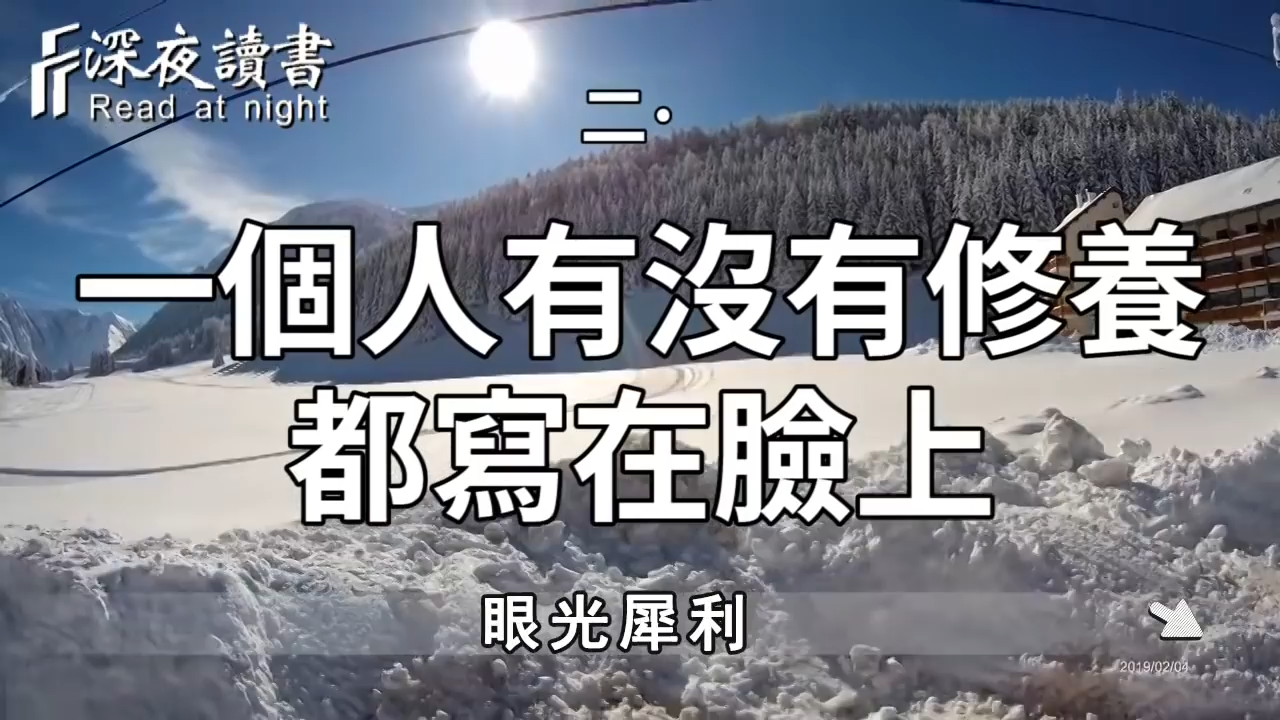 深夜讀書
Read at night
二.
一個人有沒有修養
都寫在臉上
眼光犀利
2019/02/04